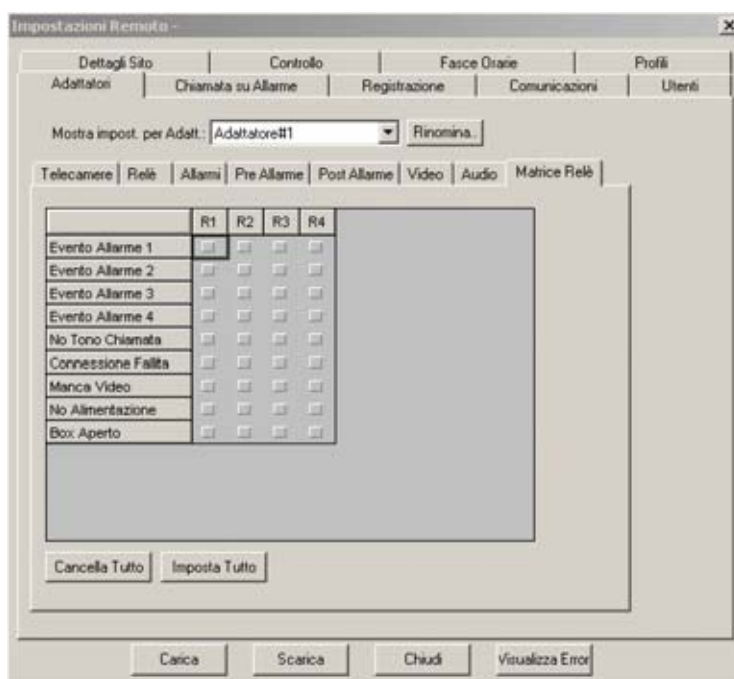 Impostazioni Remoto -
Dettagli Sito Controllo Fasce Orarie Profili
Adattatori Chiamata su Allarme Registrazione Comunicazioni Utenti
Mostra impost. per Adatt.: Adattatore#1 Rinomina..
Telecamere Relè Allarmi Pre Allarme Post Allarme Video Audio Matrice Relè
R1 R2 R3 R4
Evento Allarme 1
Evento Allarme 2
Evento Allarme 3
Evento Allarme 4
No Tono Chiamata
Connessione Fallita
Manca Video
No Alimentazione
Box Aperto
Cancella Tutto Imposta Tutto
Carica Scarica Chiudi Visualizza Error